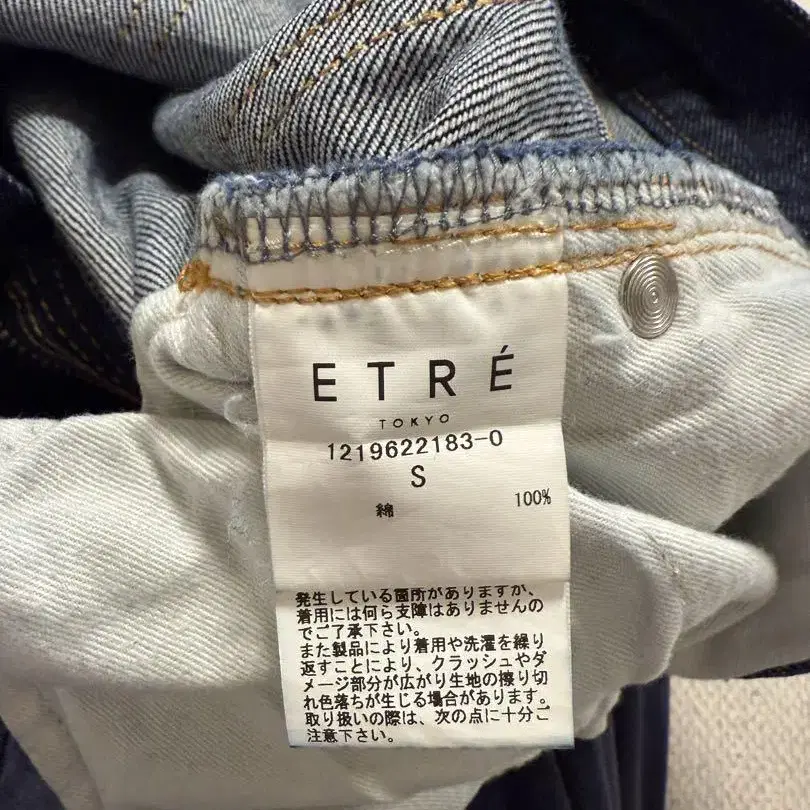 ETRÉ
TOKYO
1219622183-0
S
綿 100%
発生している箇所がありますが、
着用には何ら支障はありませんの
でご了承下さい。
また製品により着用や洗濯を繰り
返すことにより、クラッシュやダ
メージ部分が広がり生地の擦り切
れ色落ちが生じる場合があります。
取り扱いの際は、次の点に十分ご
注意下さい。